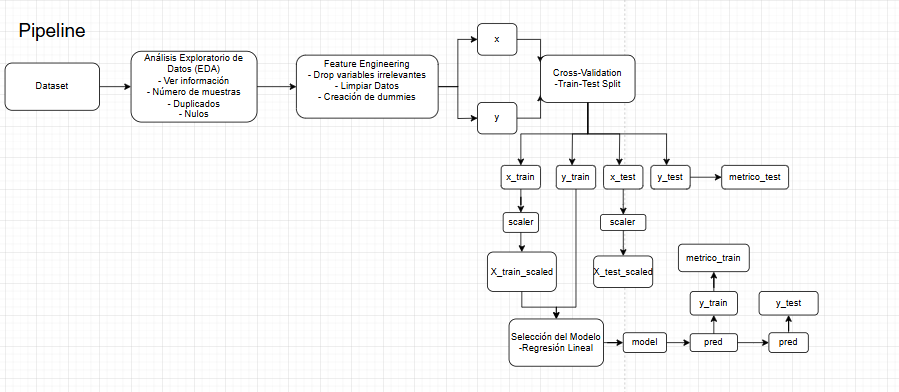 Pipeline
Dataset
Análisis Exploratorio de
Datos (EDA)
- Ver información
- Número de muestras
- Duplicados
- Nulos
Feature Engineering
- Drop variables irrelevantes
- Limpiar Datos
- Creación de dummies
x
y
Cross-Validation
-Train-Test Split
x_train
y_train
x_test
y_test
metrico_test
scaler
scaler
X_train_scaled
X_test_scaled
metrico_train
y_train
y_test
Selección del Modelo
-Regresión Lineal
model
pred
pred